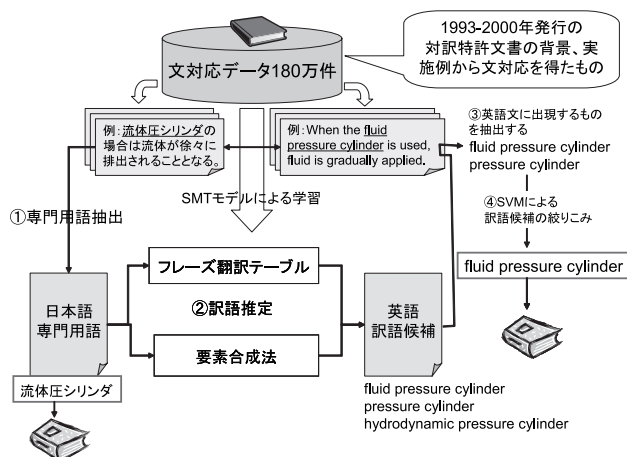 文対応データ180万件
1993-2000年発行の
対訳特許文書の背景、実
施例から文対応を得たもの
例:流体圧シリンダの
場合は流体が徐々に
排出されることとなる。
例:When the fluid
pressure cylinder is used,
fluid is gradually applied.
③英語文に出現するもの
を抽出する
fluid pressure cylinder
pressure cylinder
SMTモデルによる学習
①専門用語抽出
④SVMによる
訳語候補の絞りこみ
fluid pressure cylinder
フレーズ翻訳テーブル
日本語
専門用語
②訳語推定
英語
訳語候補
要素合成法
流体圧シリンダ
fluid pressure cylinder
pressure cylinder
hydrodynamic pressure cylinder